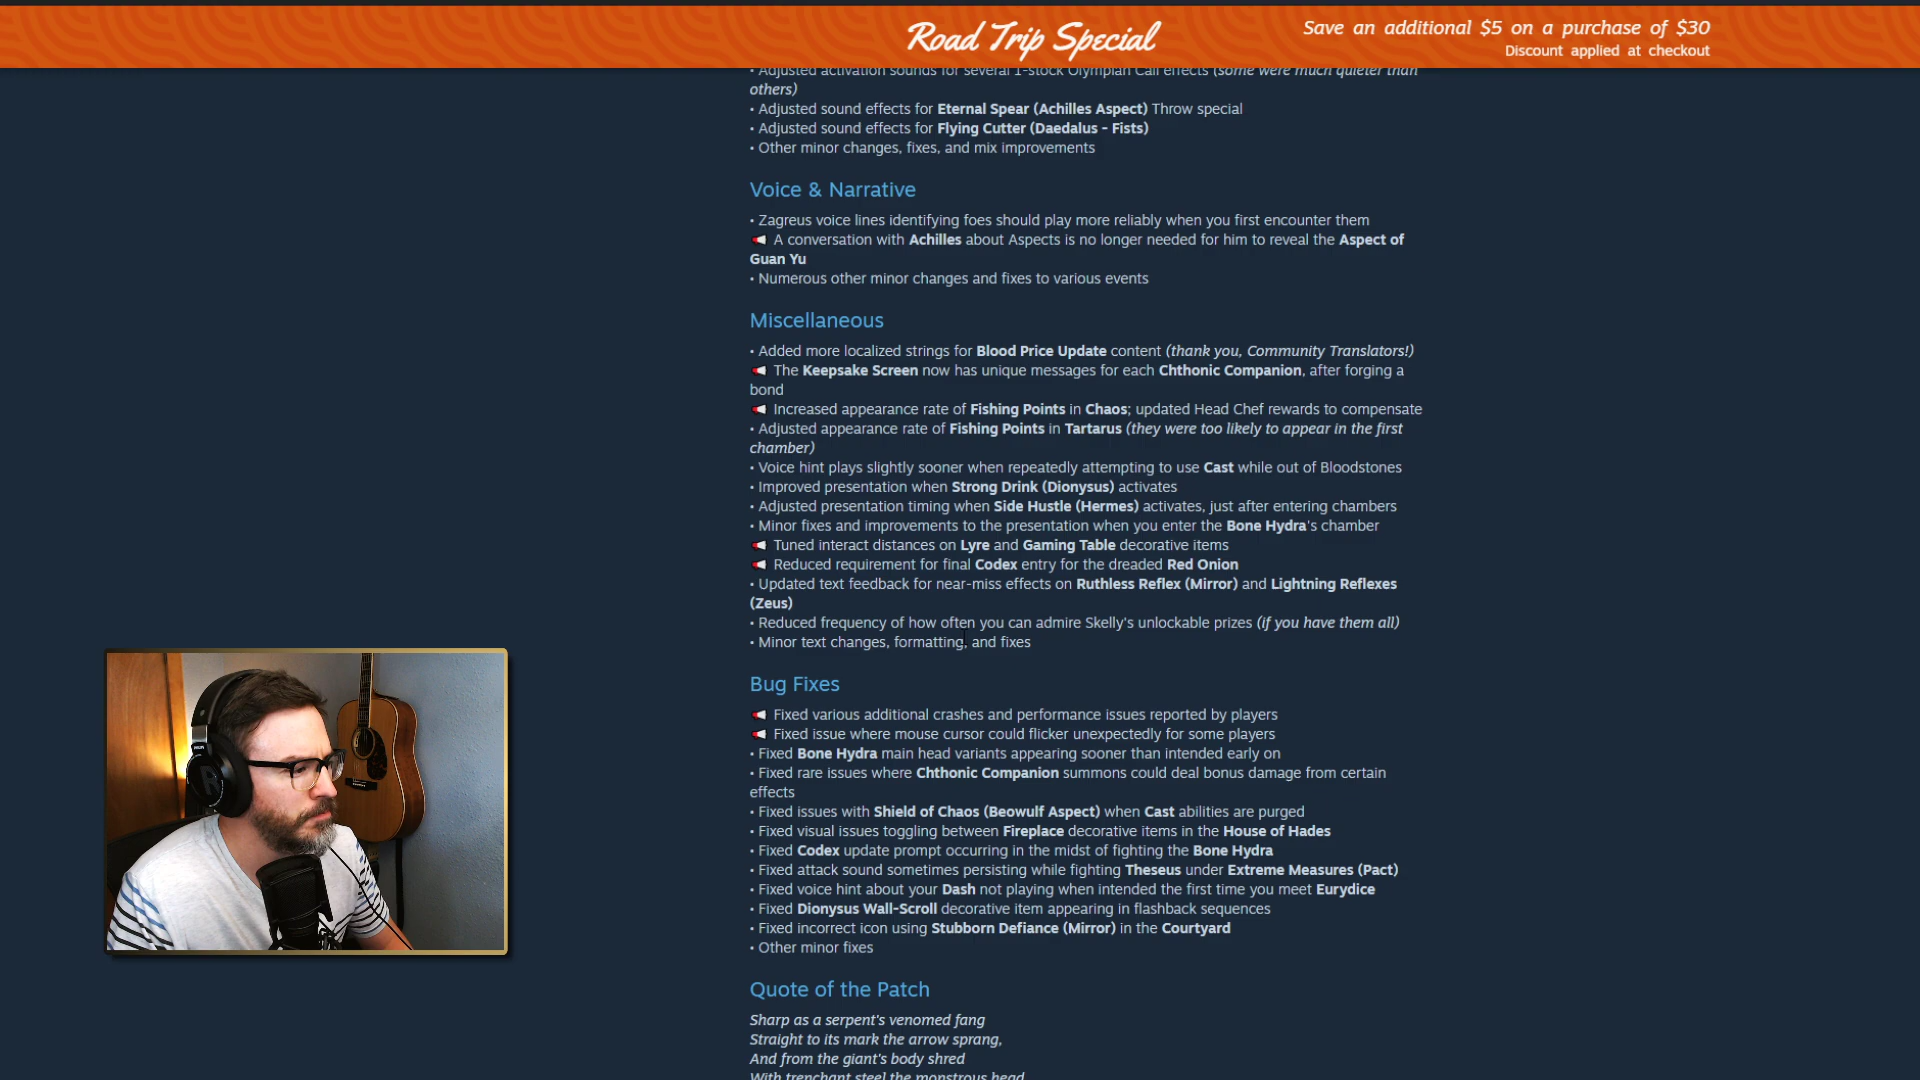 Road Trip Special
Save an additional $5 on a purchase of $30
Discount applied at checkout
• Adjusted activation sounds for several 1-stock Olympian Call effects (some were much quieter than
others)
• Adjusted sound effects for Eternal Spear (Achilles Aspect) Throw special
• Adjusted sound effects for Flying Cutter (Daedalus - Fists)
• Other minor changes, fixes, and mix improvements
Voice & Narrative
• Zagreus voice lines identifying foes should play more reliably when you first encounter them
A conversation with Achilles about Aspects is no longer needed for him to reveal the Aspect of
Guan Yu
• Numerous other minor changes and fixes to various events
Miscellaneous
• Added more localized strings for Blood Price Update content (thank you, Community Translators!)
The Keepsake Screen now has unique messages for each Chthonic Companion, after forging a
bond
Increased appearance rate of Fishing Points in Chaos; updated Head Chef rewards to compensate
• Adjusted appearance rate of Fishing Points in Tartarus (they were too likely to appear in the first
chamber)
• Voice hint plays slightly sooner when repeatedly attempting to use Cast while out of Bloodstones
• Improved presentation when Strong Drink (Dionysus) activates
• Adjusted presentation timing when Side Hustle (Hermes) activates, just after entering chambers
• Minor fixes and improvements to the presentation when you enter the Bone Hydra's chamber
Tuned interact distances on Lyre and Gaming Table decorative items
Reduced requirement for final Codex entry for the dreaded Red Onion
• Updated text feedback for near-miss effects on Ruthless Reflex (Mirror) and Lightning Reflexes
(Zeus)
• Reduced frequency of how often you can admire Skelly's unlockable prizes (if you have them all)
• Minor text changes, formatting, and fixes
Bug Fixes
Fixed various additional crashes and performance issues reported by players
Fixed issue where mouse cursor could flicker unexpectedly for some players
• Fixed Bone Hydra main head variants appearing sooner than intended early on
• Fixed rare issues where Chthonic Companion summons could deal bonus damage from certain
effects
• Fixed issues with Shield of Chaos (Beowulf Aspect) when Cast abilities are purged
• Fixed visual issues toggling between Fireplace decorative items in the House of Hades
• Fixed Codex update prompt occurring in the midst of fighting the Bone Hydra
• Fixed attack sound sometimes persisting while fighting Theseus under Extreme Measures (Pact)
• Fixed voice hint about your Dash not playing when intended the first time you meet Eurydice
• Fixed Dionysus Wall-Scroll decorative item appearing in flashback sequences
• Fixed incorrect icon using Stubborn Defiance (Mirror) in the Courtyard
• Other minor fixes
Quote of the Patch
Sharp as a serpent's venomed fang
Straight to its mark the arrow sprang,
And from the giant's body shred
With trenchant steel the monstrous head